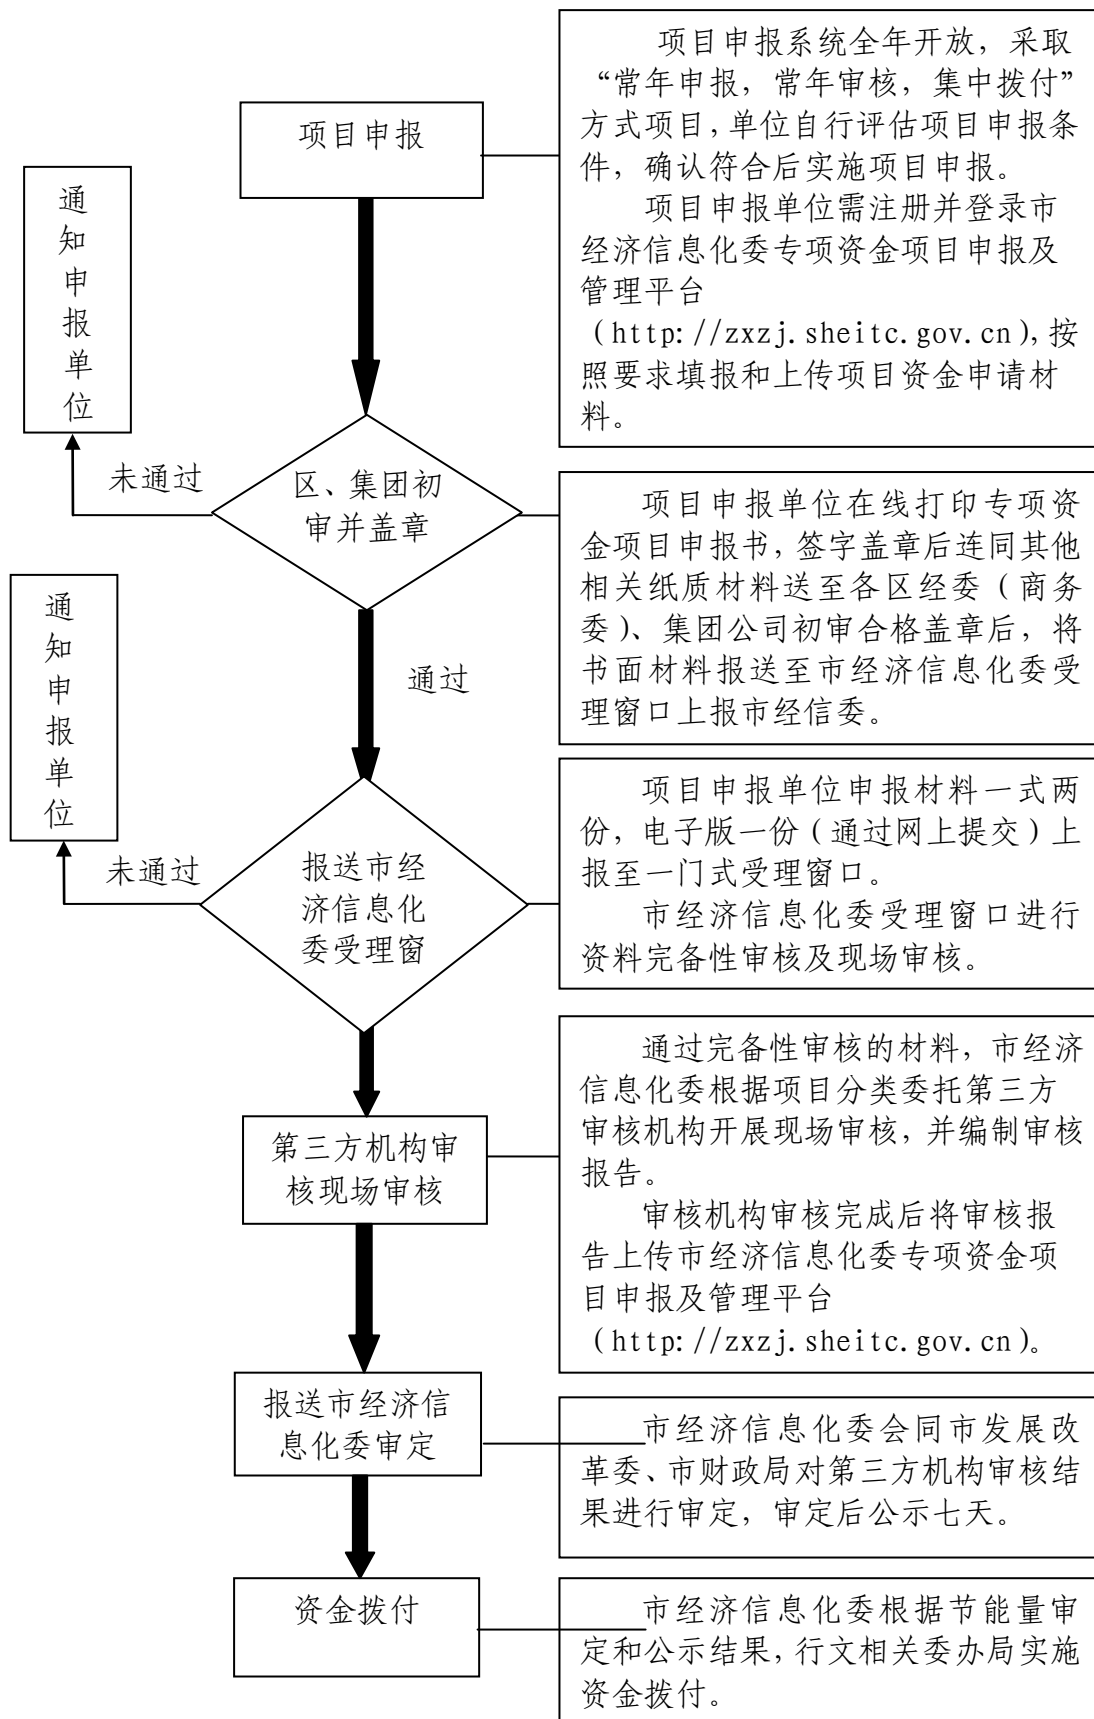 项目申报
项目申报系统全年开放，采取
“常年申报，常年审核，集中拨付”
方式项目，单位自行评估项目申报条
件，确认符合后实施项目申报。
项目申报单位需注册并登录市
经济信息化委专项资金项目申报及
管理平台
（http://zxzj.sheitc.gov.cn），按
照要求填报和上传项目资金申请材
料。
通
知
申
报
单
位
未通过
区、集团初
审并盖章
项目申报单位在线打印专项资
金项目申报书，签字盖章后连同其他
相关纸质材料送至各区经委（商务
委）、集团公司初审合格盖章后，将
书面材料报送至市经济信息化委受
理窗口上报市经信委。
通过
通
知
申
报
单
位
未通过
报送市经
济信息化
委受理窗
项目申报单位申报材料一式两
份，电子版一份（通过网上提交）上
报至一门式受理窗口。
市经济信息化委受理窗口进行
资料完备性审核及现场审核。
第三方机构审
核现场审核
通过完备性审核的材料，市经济
信息化委根据项目分类委托第三方
审核机构开展现场审核，并编制审核
报告。
审核机构审核完成后将审核报
告上传市经济信息化委专项资金项
目申报及管理平台
（http://zxzj.sheitc.gov.cn）。
报送市经济信
息化委审定
市经济信息化委会同市发展改
革委、市财政局对第三方机构审核结
果进行审定，审定后公示七天。
资金拨付
市经济信息化委根据节能量审
定和公示结果，行文相关委办局实施
资金拨付。